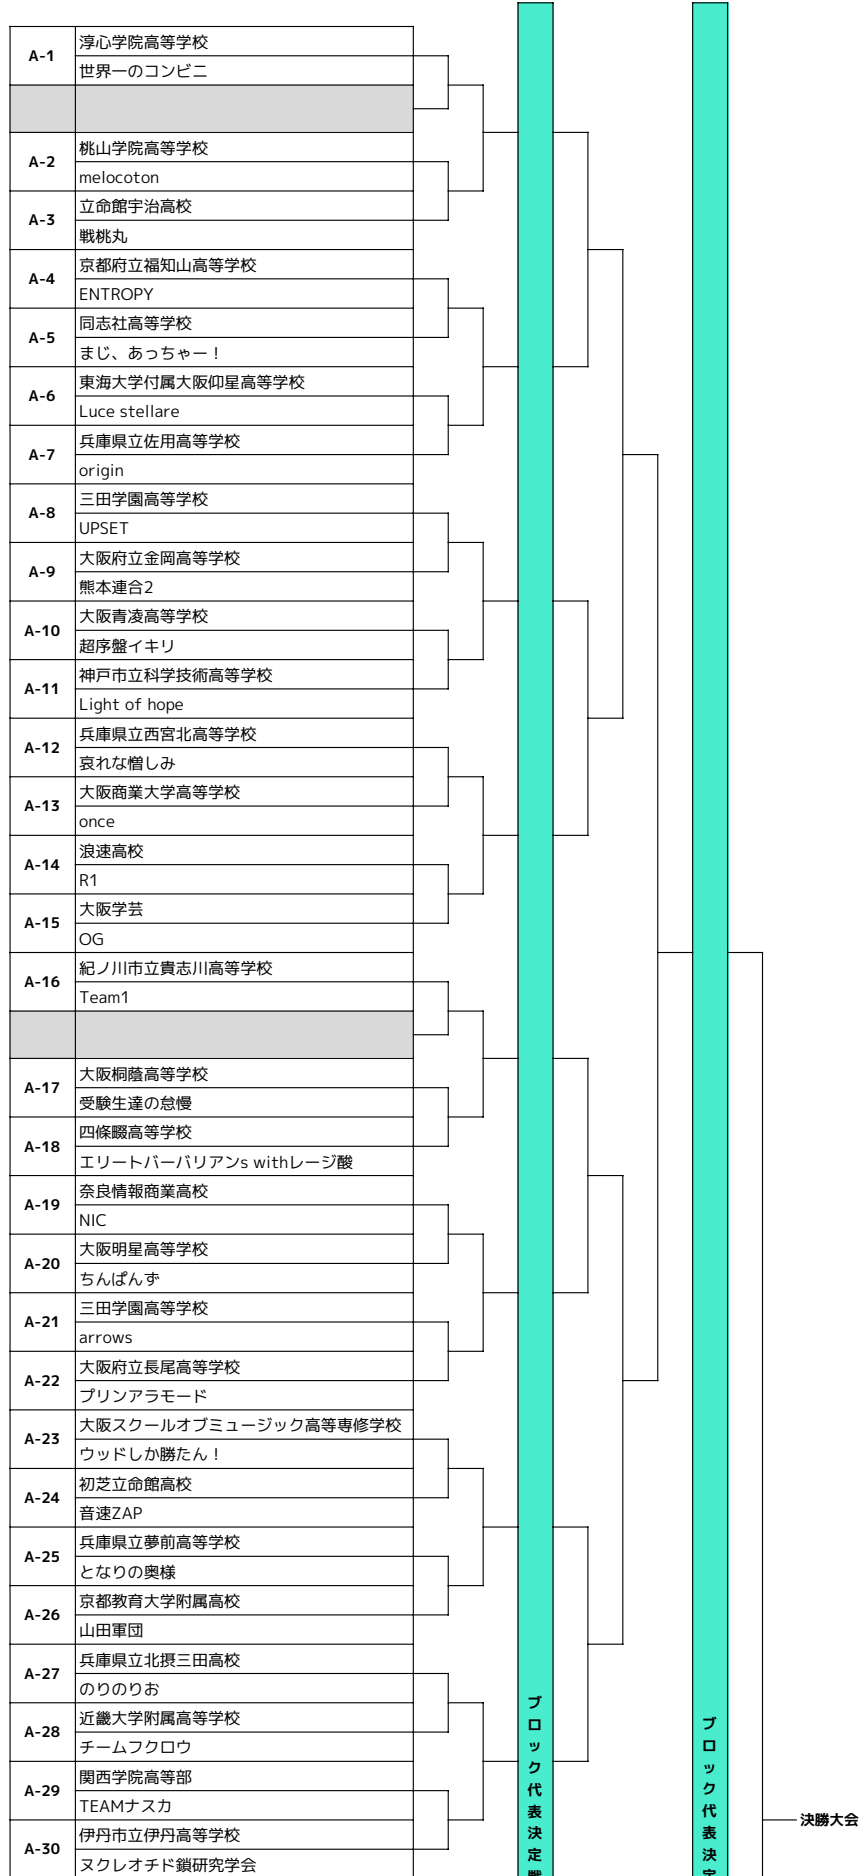 A-1
淳心学院高等学校
世界一のコンビニ
A-2
桃山学院高等学校
melocoton
A-3
立命館宇治高校
戦桃丸
A-4
京都府立福知山高等学校
ENTROPY
A-5
同志社高等学校
まじ、あっちゃー！
A-6
東海大学付属大阪仰星高等学校
Luce stellare
A-7
兵庫県立佐用高等学校
origin
A-8
三田学園高等学校
UPSET
A-9
大阪府立金岡高等学校
熊本連合2
A-10
大阪青凌高等学校
超序盤イキリ
A-11
神戸市立科学技術高等学校
Light of hope
A-12
兵庫県立西宮北高等学校
哀れな憎しみ
A-13
大阪商業大学高等学校
once
A-14
浪速高校
R1
A-15
大阪学芸
OG
A-16
紀ノ川市立貴志川高等学校
Team1
A-17
大阪桐蔭高等学校
受験生達の怠慢
A-18
四條畷高等学校
エリートバーバリアンs withレージ酸
A-19
奈良情報商業高校
NIC
A-20
大阪明星高等学校
ちんぱんず
A-21
三田学園高等学校
arrows
A-22
大阪府立長尾高等学校
プリンアラモード
A-23
大阪スクールオブミュージック高等専修学校
ウッドしか勝たん！
A-24
初芝立命館高校
音速ZAP
A-25
兵庫県立夢前高等学校
となりの奥様
A-26
京都教育大学附属高校
山田軍団
A-27
兵庫県立北摂三田高校
のりのりお
A-28
近畿大学附属高等学校
チームフクロウ
A-29
関西学院高等部
TEAMナスカ
A-30
伊丹市立伊丹高等学校
ヌクレオチド鎖研究学会
ブロック代表決定戦
ブロック代表決定
決勝大会